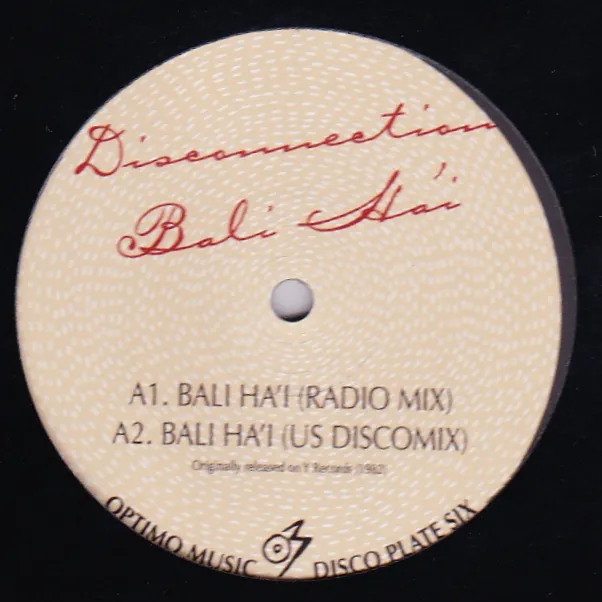 Disconnection
Bali Ha'i
A1. BALI HA'I (RADIO MIX)
A2. BALI HA'I (US DISCOMIX)
Originally released on Y Records (1982)
OPTIMO MUSIC DISCO PLATE SIX